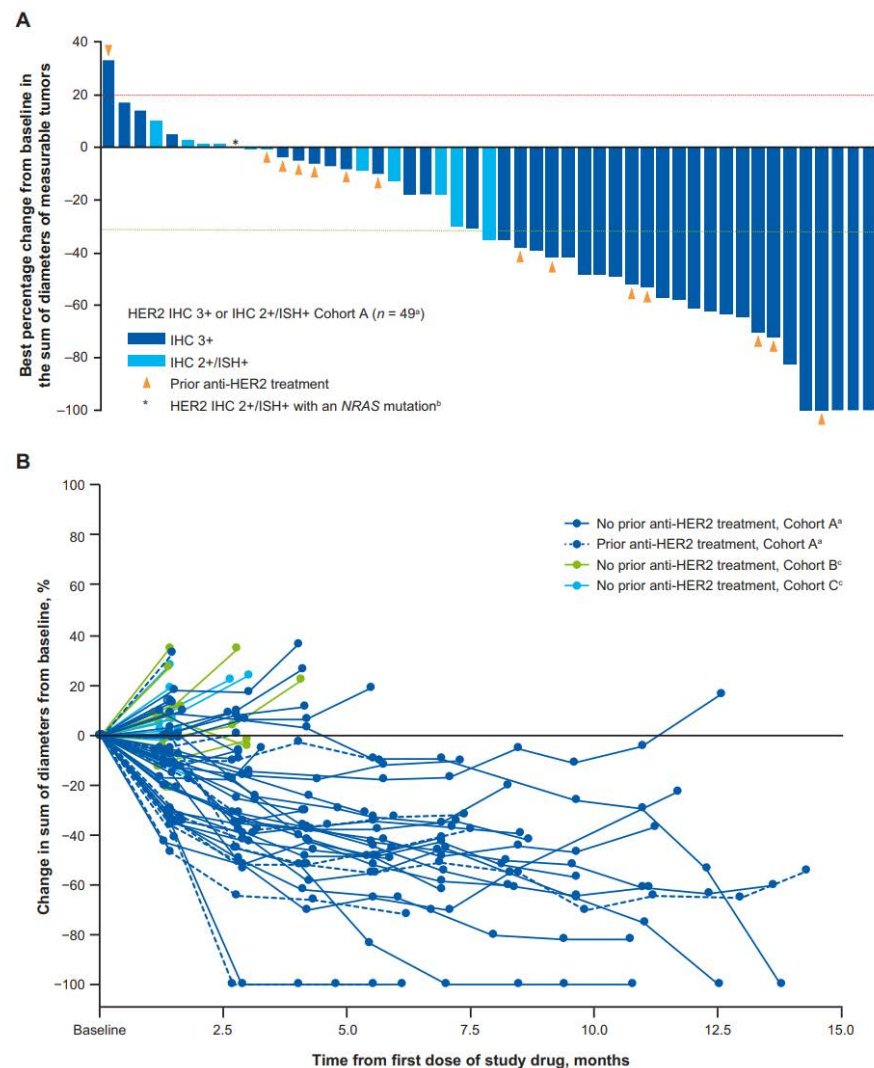 A
Best percentage change from baseline in
the sum of diameters of measurable tumors
40
20
0
−20
−40
−60
−80
−100
*
HER2 IHC 3+ or IHC 2+/ISH+ Cohort A (n = 49ᵃ)
IHC 3+
IHC 2+/ISH+
Prior anti-HER2 treatment
* HER2 IHC 2+/ISH+ with an NRAS mutationᵇ
B
Change in sum of diameters from baseline, %
100
80
60
40
20
0
−20
−40
−60
−80
−100
No prior anti-HER2 treatment, Cohort Aᵃ
Prior anti-HER2 treatment, Cohort Aᵃ
No prior anti-HER2 treatment, Cohort Bᶜ
No prior anti-HER2 treatment, Cohort Cᶜ
Baseline 2.5 5.0 7.5 10.0 12.5 15.0
Time from first dose of study drug, months